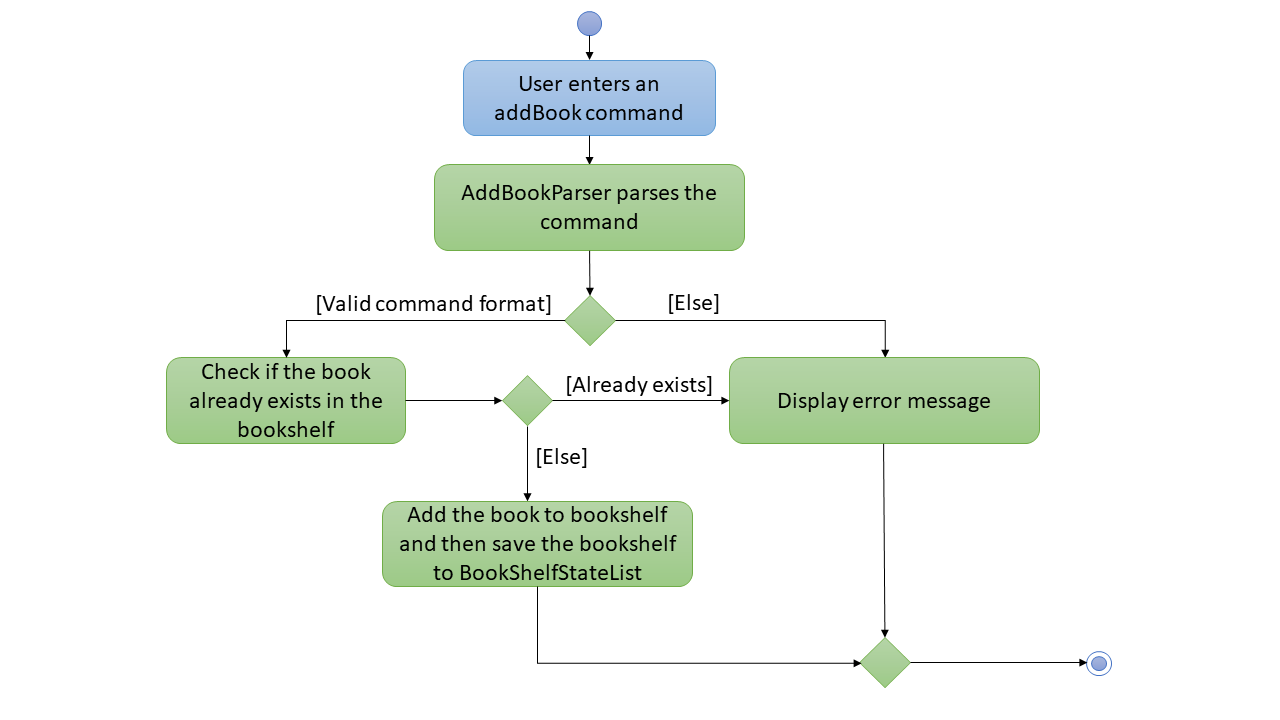 User enters an
addBook command
AddBookParser parses the
command
[Valid command format]
[Else]
Check if the book
already exists in the
bookshelf
[Already exists]
Display error message
[Else]
Add the book to bookshelf
and then save the bookshelf
to BookShelfStateList